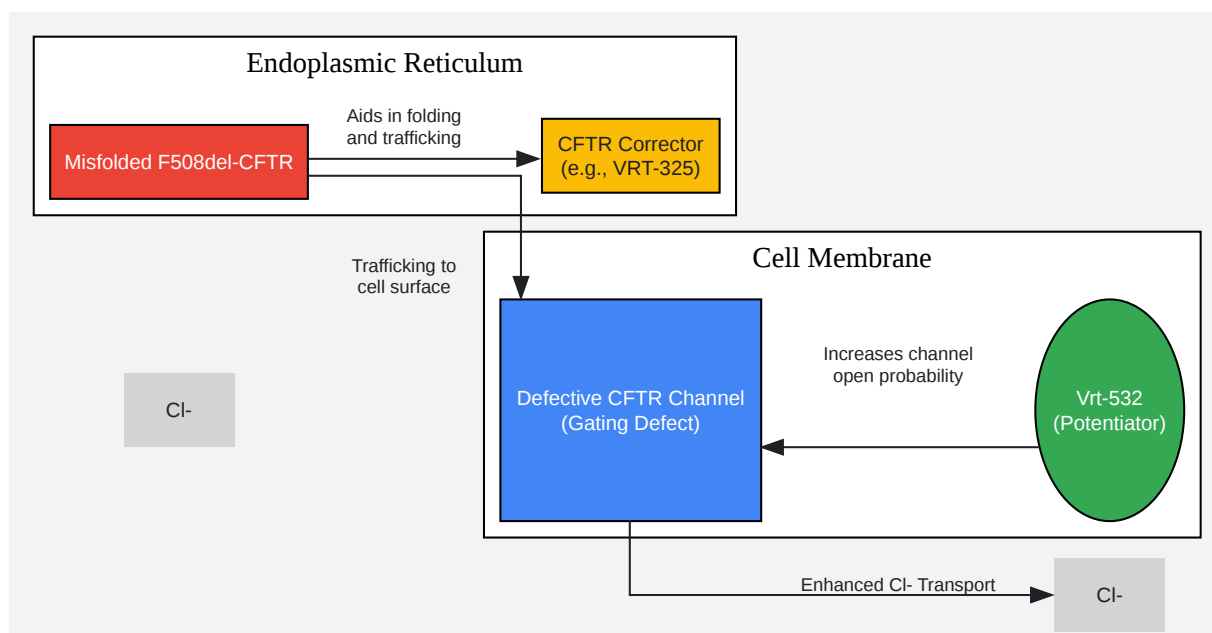 Endoplasmic Reticulum
Aids in folding
and trafficking
Misfolded F508del-CFTR
CFTR Corrector
(e.g., VRT-325)
Trafficking to
cell surface
Cell Membrane
Increases channel
open probability
Cl-
Defective CFTR Channel
(Gating Defect)
Vrt-532
(Potentiator)
Enhanced Cl- Transport
Cl-